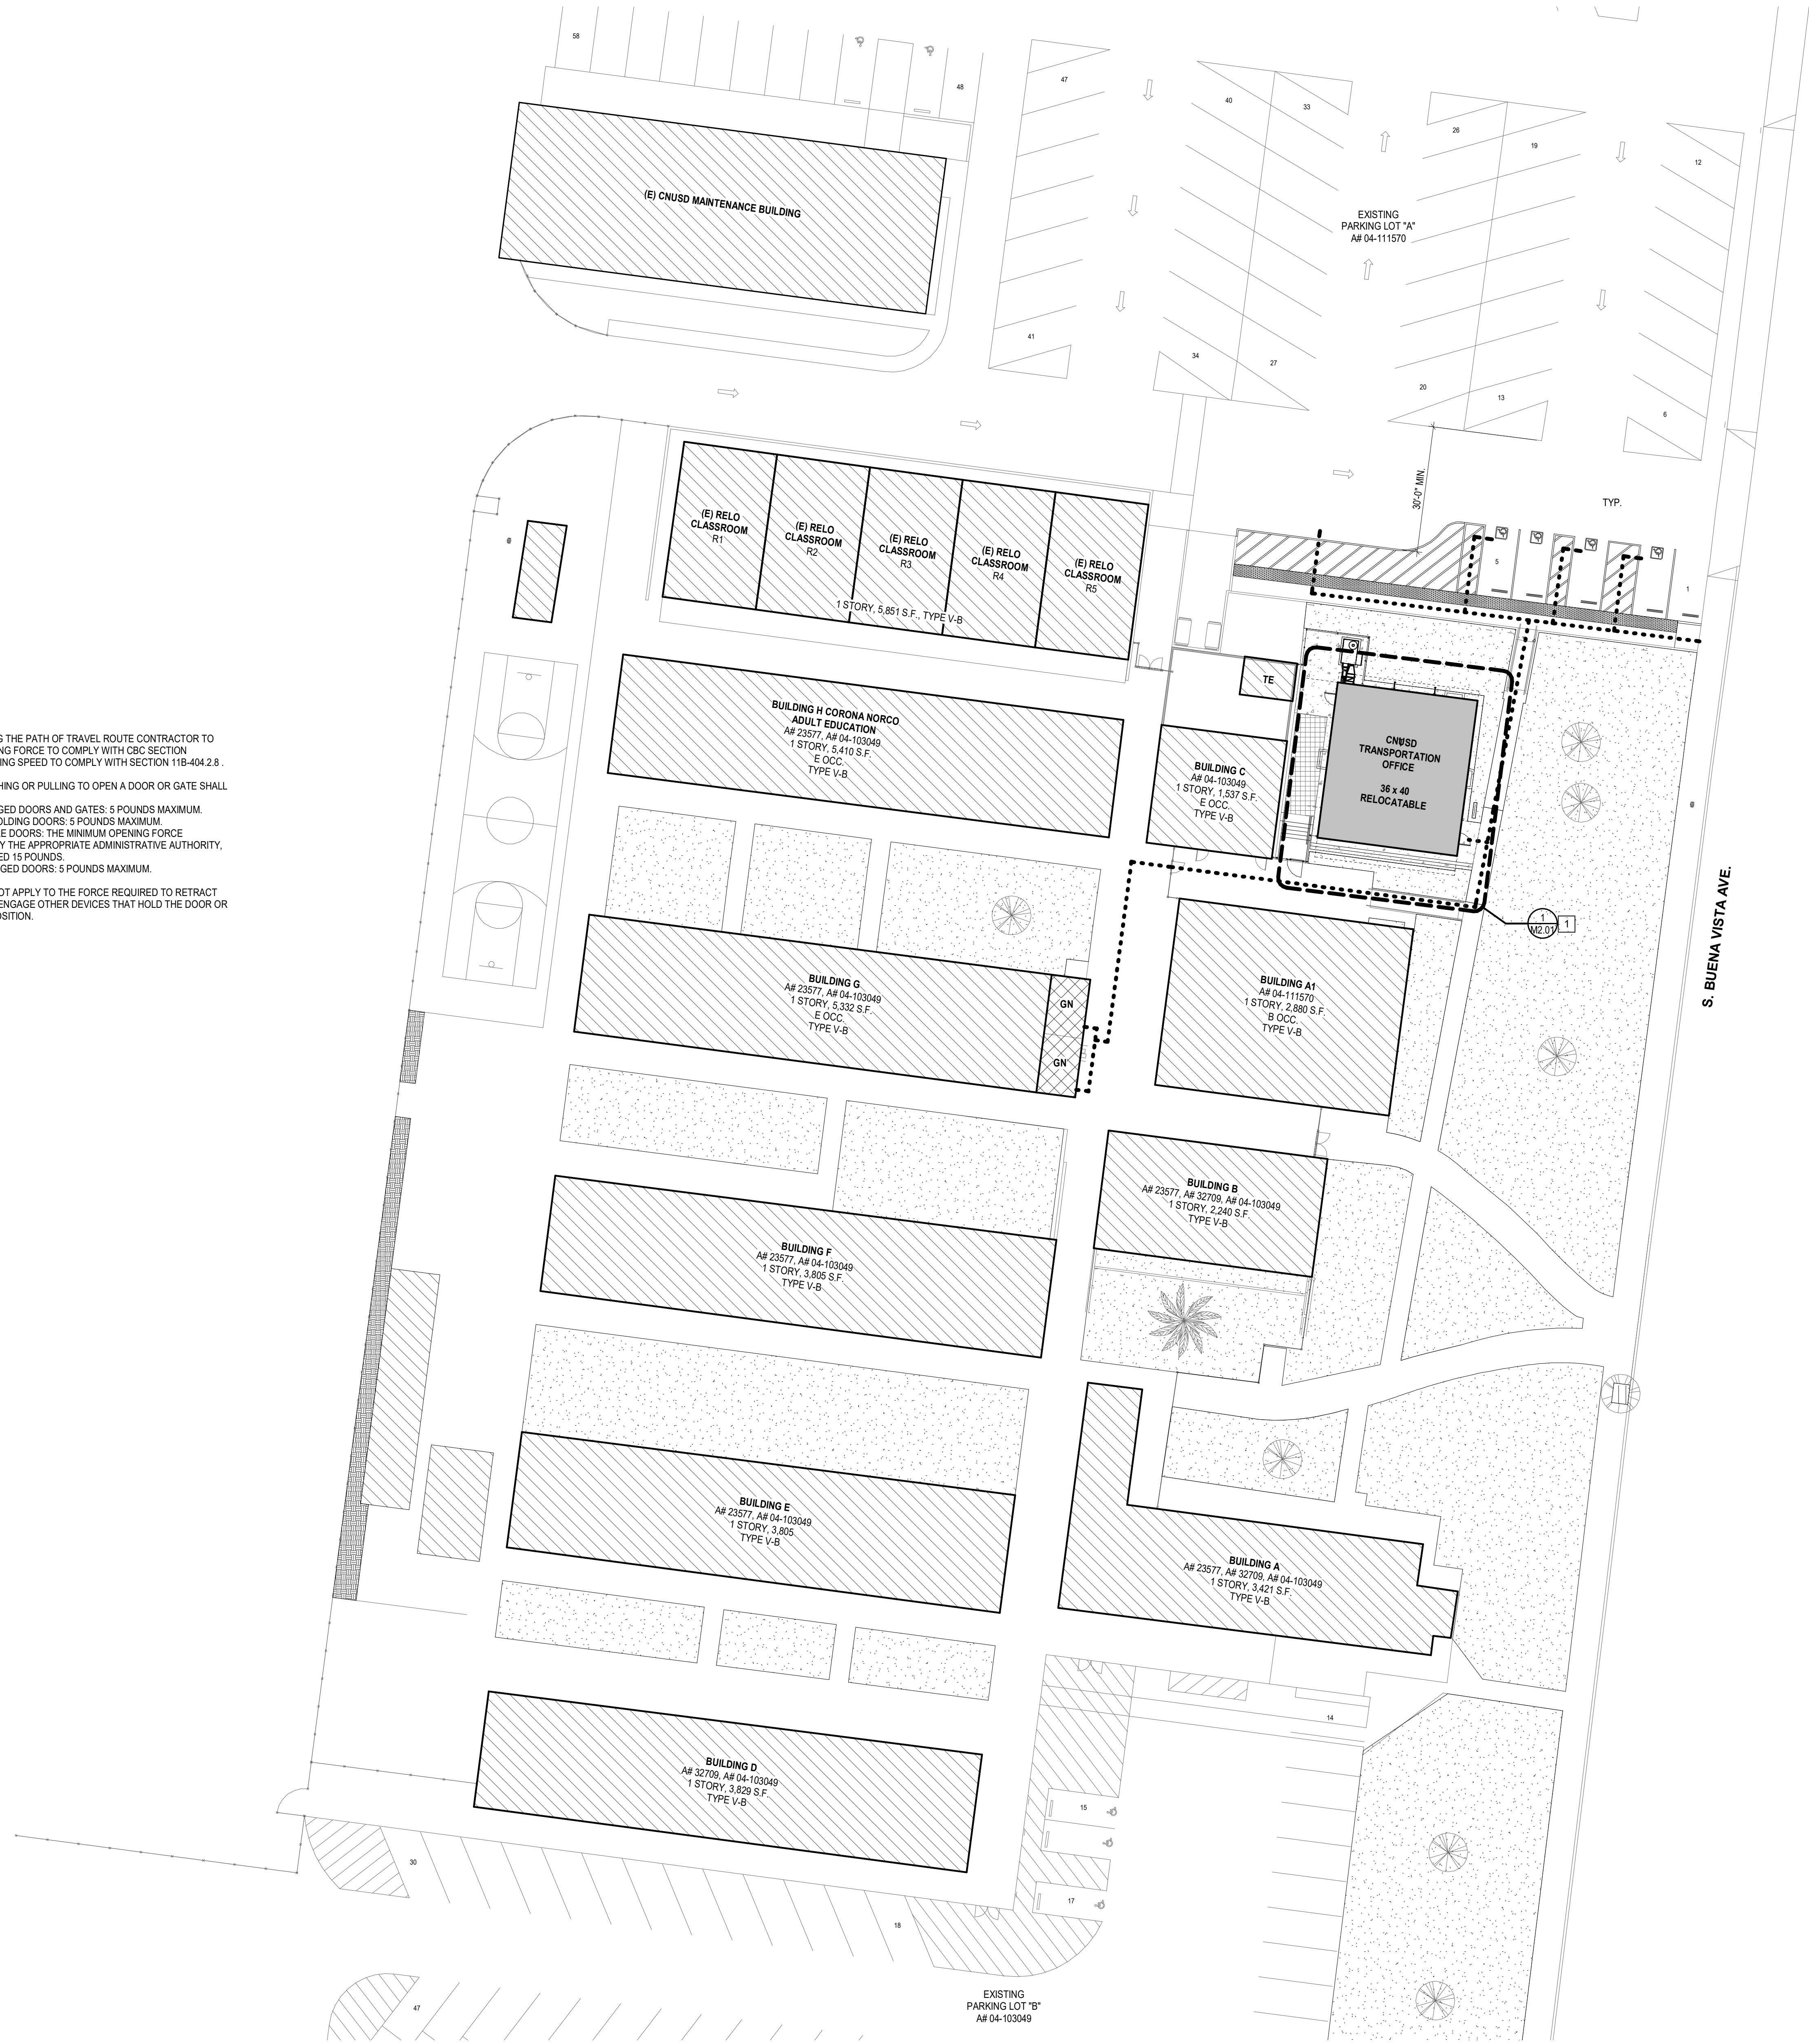 58
48
47
40
33
26
19
12
(E) CNUSD MAINTENANCE BUILDING
EXISTING
PARKING LOT "A"
A# 04-111570
41
34
27
20
13
6
30'-0" MIN.
TYP.
5
1
(E) RELO
CLASSROOM
R1
(E) RELO
CLASSROOM
R2
(E) RELO
CLASSROOM
R3
(E) RELO
CLASSROOM
R4
(E) RELO
CLASSROOM
R5
1 STORY, 5,851 S.F., TYPE V-B
TE
BUILDING H CORONA NORCO
ADULT EDUCATION
A# 23577, A# 04-103049
1 STORY, 5,410 S.F.
E OCC.
TYPE V-B
BUILDING C
A# 04-103049
1 STORY, 1,537 S.F.
E OCC.
TYPE V-B
CNUSD
TRANSPORTATION
OFFICE
36 x 40
RELOCATABLE
G THE PATH OF TRAVEL ROUTE CONTRACTOR TO
NG FORCE TO COMPLY WITH CBC SECTION
ING SPEED TO COMPLY WITH SECTION 11B-404.2.8 .
HING OR PULLING TO OPEN A DOOR OR GATE SHALL
GED DOORS AND GATES: 5 POUNDS MAXIMUM.
OLDING DOORS: 5 POUNDS MAXIMUM.
E DOORS: THE MINIMUM OPENING FORCE
Y THE APPROPRIATE ADMINISTRATIVE AUTHORITY,
ED 15 POUNDS.
GED DOORS: 5 POUNDS MAXIMUM.
OT APPLY TO THE FORCE REQUIRED TO RETRACT
ENGAGE OTHER DEVICES THAT HOLD THE DOOR OR
OSITION.
1
M2.01
1
S. BUENA VISTA AVE.
BUILDING G
A# 23577, A# 04-103049
1 STORY, 5,332 S.F.
E OCC.
TYPE V-B
GN
GN
BUILDING A1
A# 04-111570
1 STORY, 2,880 S.F.
B OCC.
TYPE V-B
BUILDING B
A# 23577, A# 32709, A# 04-103049
1 STORY, 2,240 S.F.
TYPE V-B
BUILDING F
A# 23577, A# 04-103049
1 STORY, 3,805 S.F.
TYPE V-B
BUILDING E
A# 23577, A# 04-103049
1 STORY, 3,805
TYPE V-B
BUILDING A
A# 23577, A# 32709, A# 04-103049
1 STORY, 3,421 S.F.
TYPE V-B
14
BUILDING D
A# 32709, A# 04-103049
1 STORY, 3,829 S.F.
TYPE V-B
15
17
30
18
47
EXISTING
PARKING LOT "B"
A# 04-103049